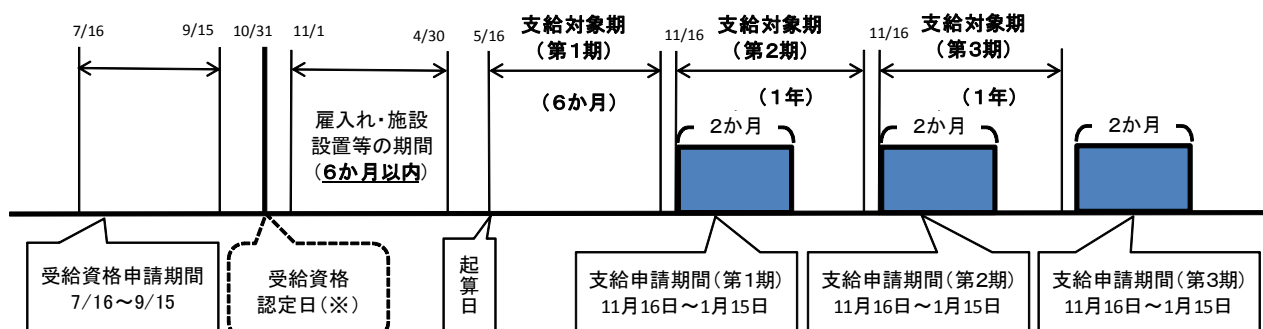 7/16
9/15
10/31
11/1
4/30
5/16
支給対象期
(第1期)
11/16
支給対象期
(第2期)
11/16
支給対象期
(第3期)
(6か月)
(1年)
(1年)
雇入れ・施設
設置等の期間
(6か月以内)
2か月
2か月
2か月
受給資格申請期間
7/16～9/15
受給資格
認定日(※)
起算日
支給申請期間(第1期)
11月16日～1月15日
支給申請期間(第2期)
11月16日～1月15日
支給申請期間(第3期)
11月16日～1月15日